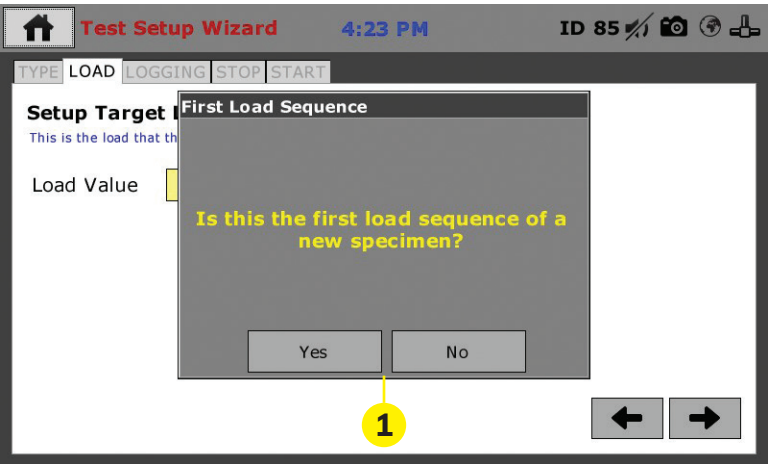 Test Setup Wizard 4:23 PM ID 85
TYPE LOAD LOGGING STOP START
First Load Sequence
Setup Target
This is the load that th
Load Value
Is this the first load sequence of a
new specimen?
Yes No
1